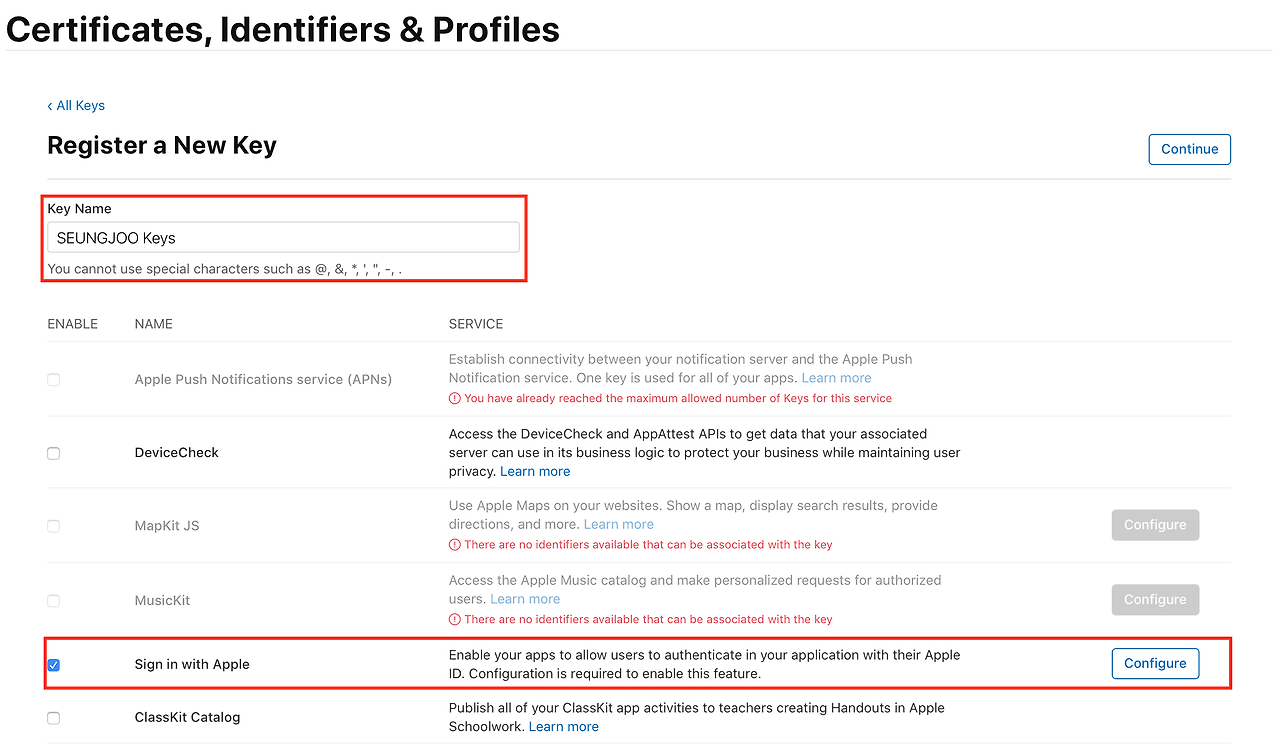 Certificates, Identifiers & Profiles
‹ All Keys
Register a New Key
Continue
Key Name
SEUNGJOO Keys
You cannot use special characters such as @, &, *, ', ", -, .
ENABLE NAME SERVICE
Apple Push Notifications service (APNs)
Establish connectivity between your notification server and the Apple Push
Notification service. One key is used for all of your apps. Learn more
You have already reached the maximum allowed number of Keys for this service
DeviceCheck
Access the DeviceCheck and AppAttest APIs to get data that your associated
server can use in its business logic to protect your business while maintaining user
privacy. Learn more
MapKit JS
Use Apple Maps on your websites. Show a map, display search results, provide
directions, and more. Learn more
There are no identifiers available that can be associated with the key
Configure
MusicKit
Access the Apple Music catalog and make personalized requests for authorized
users. Learn more
There are no identifiers available that can be associated with the key
Configure
Sign in with Apple
Enable your apps to allow users to authenticate in your application with their Apple
ID. Configuration is required to enable this feature.
Configure
ClassKit Catalog
Publish all of your ClassKit app activities to teachers creating Handouts in Apple
Schoolwork. Learn more